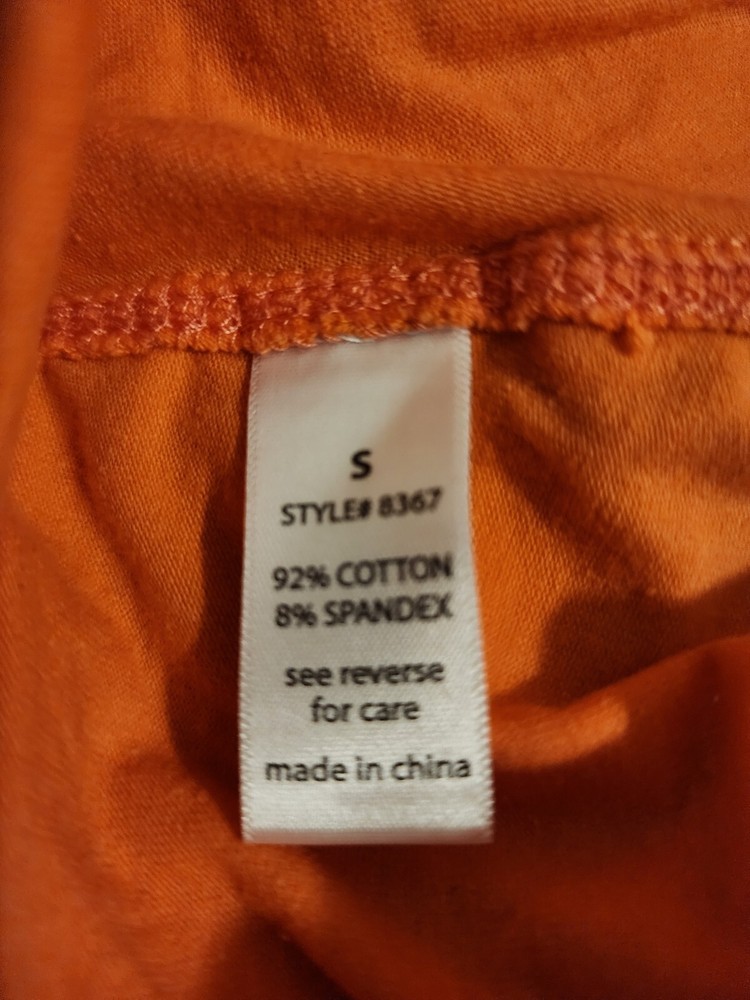 S
STYLE# 8367
92% COTTON
8% SPANDEX
see reverse
for care
made in china